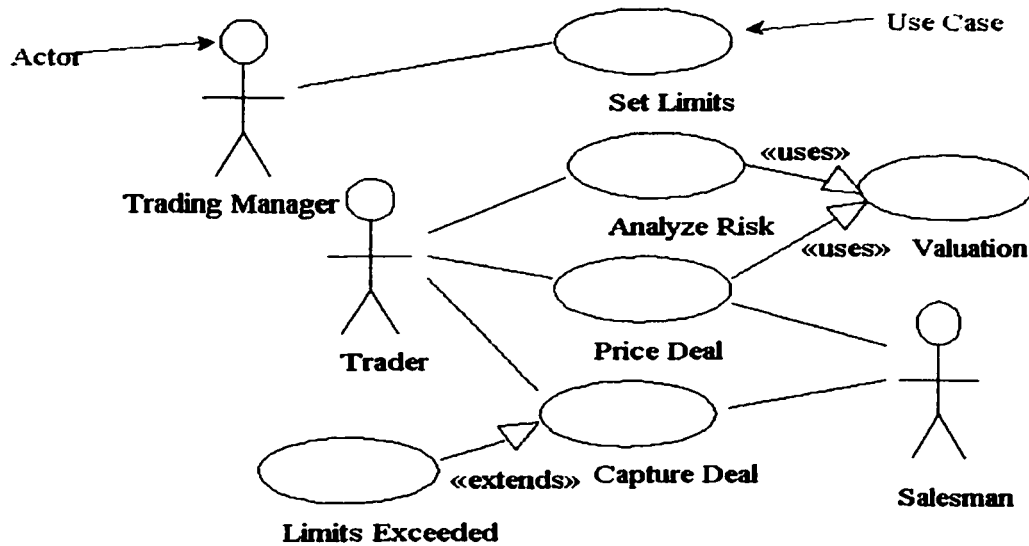 Actor
Use Case
Set Limits
«uses»
Trading Manager
Analyze Risk
«uses»
Valuation
Trader
Price Deal
«extends»
Capture Deal
Salesman
Limits Exceeded